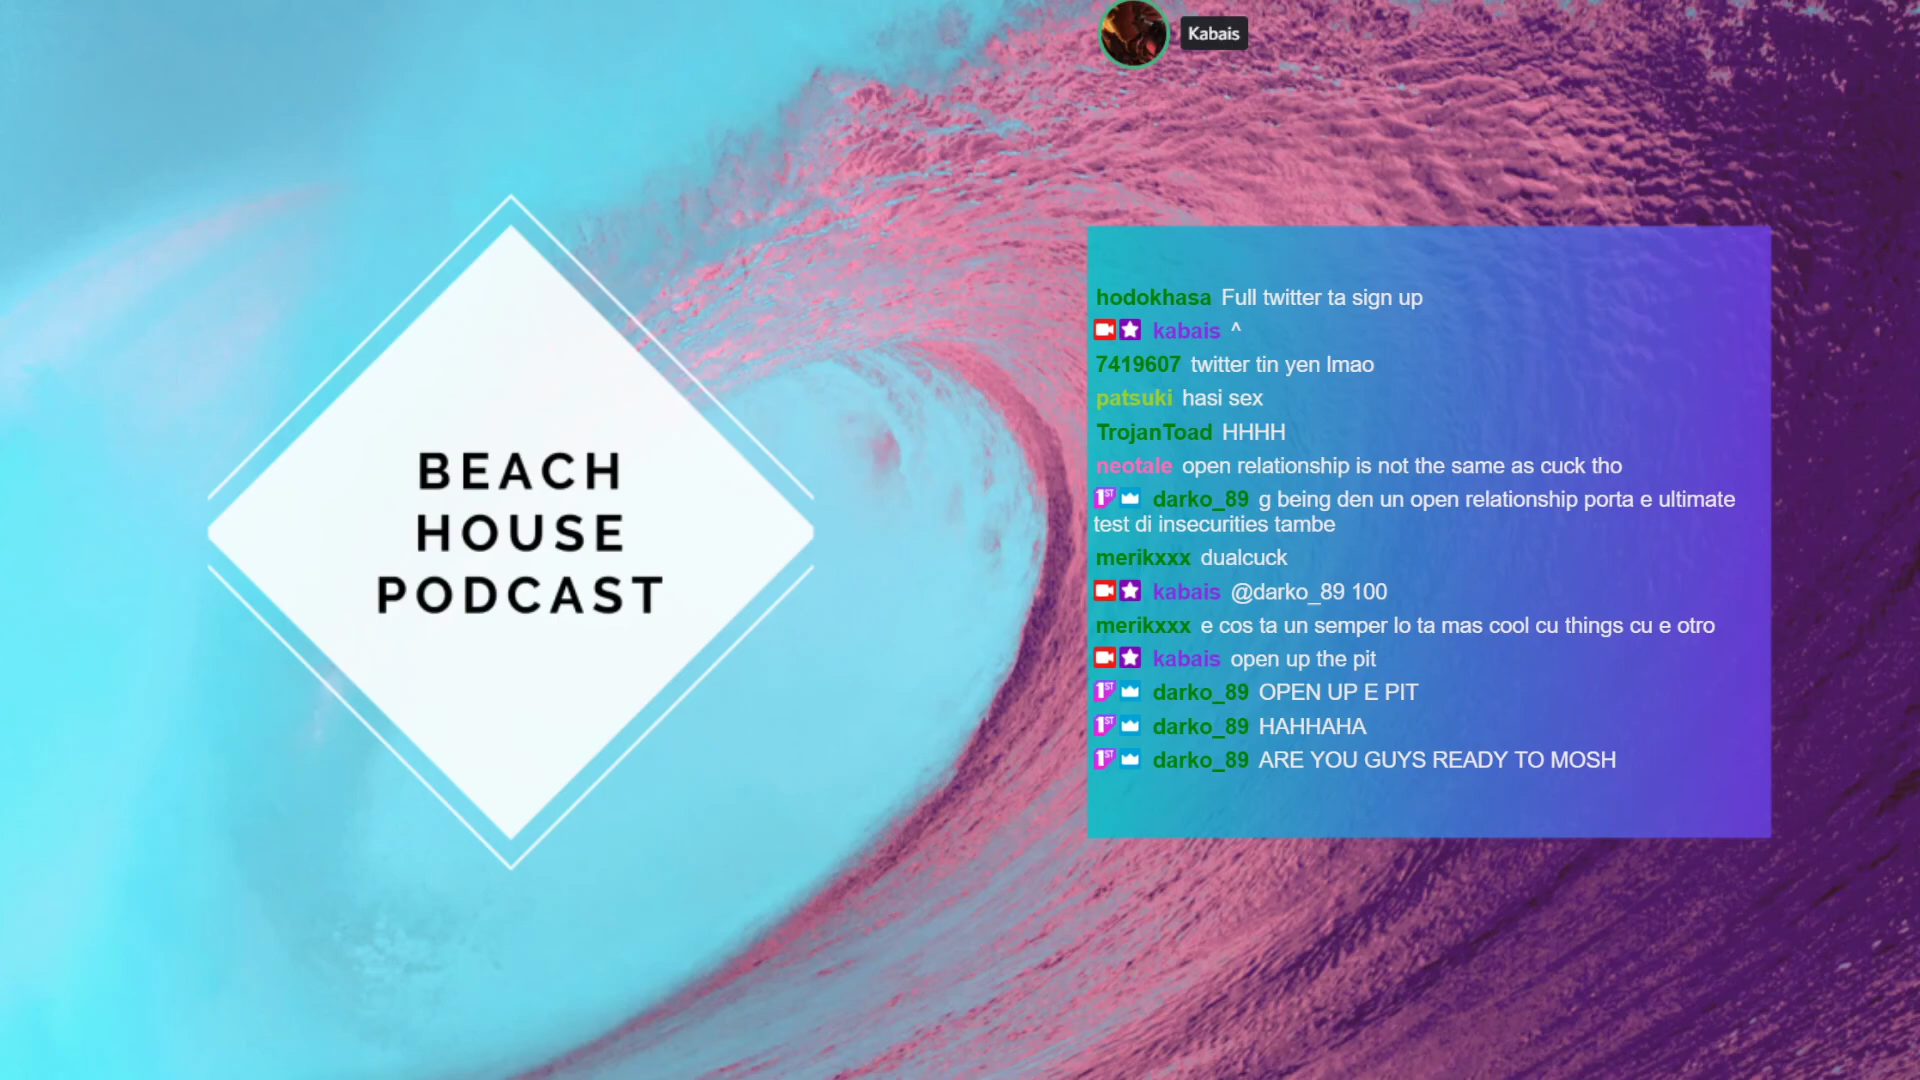 Kabais
BEACH
HOUSE
PODCAST
hodokhasa Full twitter ta sign up
kabais ^
7419607 twitter tin yen lmao
patsuki hasi sex
TrojanToad HHHH
neotale open relationship is not the same as cuck tho
1ST darko_89 g being den un open relationship porta e ultimate
test di insecurities tambe
merikxxx dualcuck
kabais @darko_89 100
merikxxx e cos ta un semper lo ta mas cool cu things cu e otro
kabais open up the pit
1ST darko_89 OPEN UP E PIT
1ST darko_89 HAHHAHA
1ST darko_89 ARE YOU GUYS READY TO MOSH